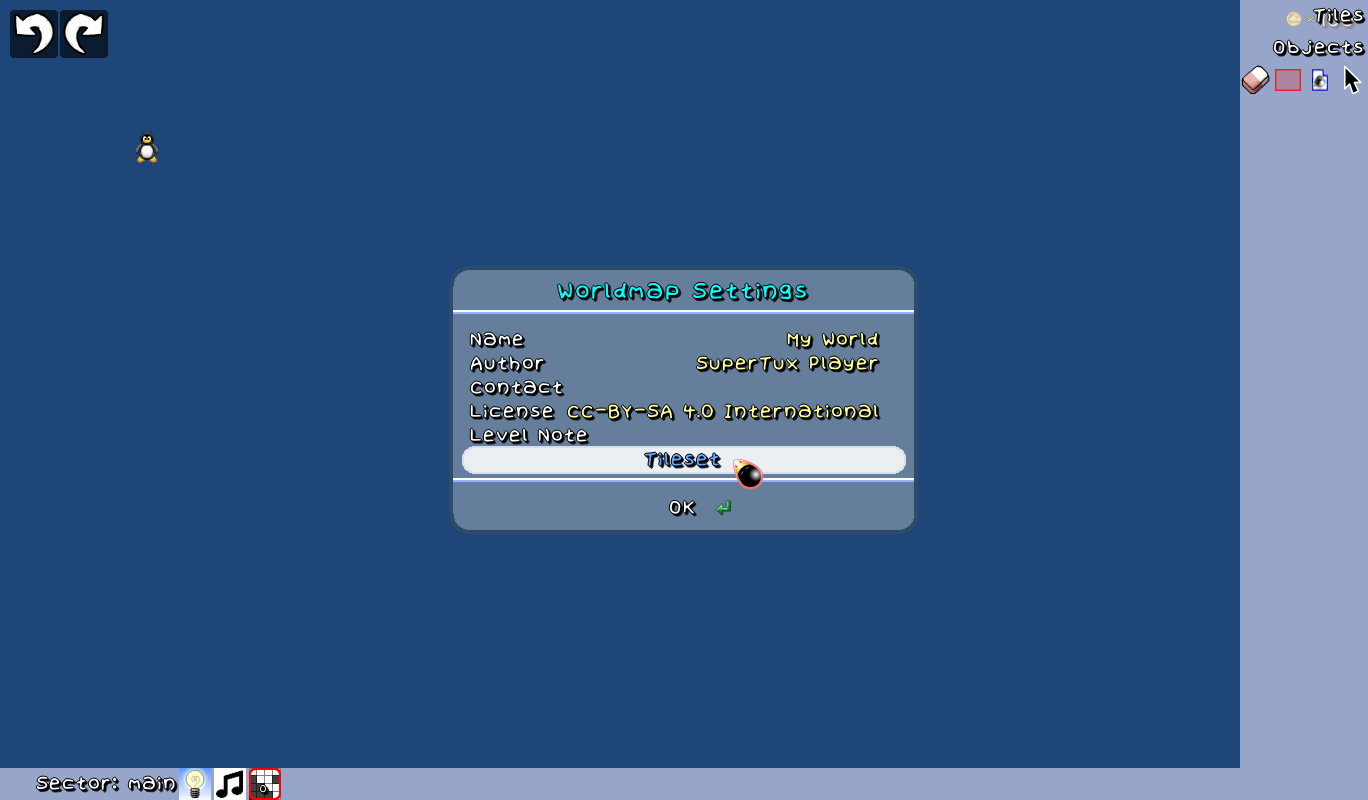 Tiles
Objects
Worldmap Settings
Name My World
Author SuperTux Player
Contact
License CC-BY-SA 4.0 International
Level Note
Tileset
OK
Sector: main
0